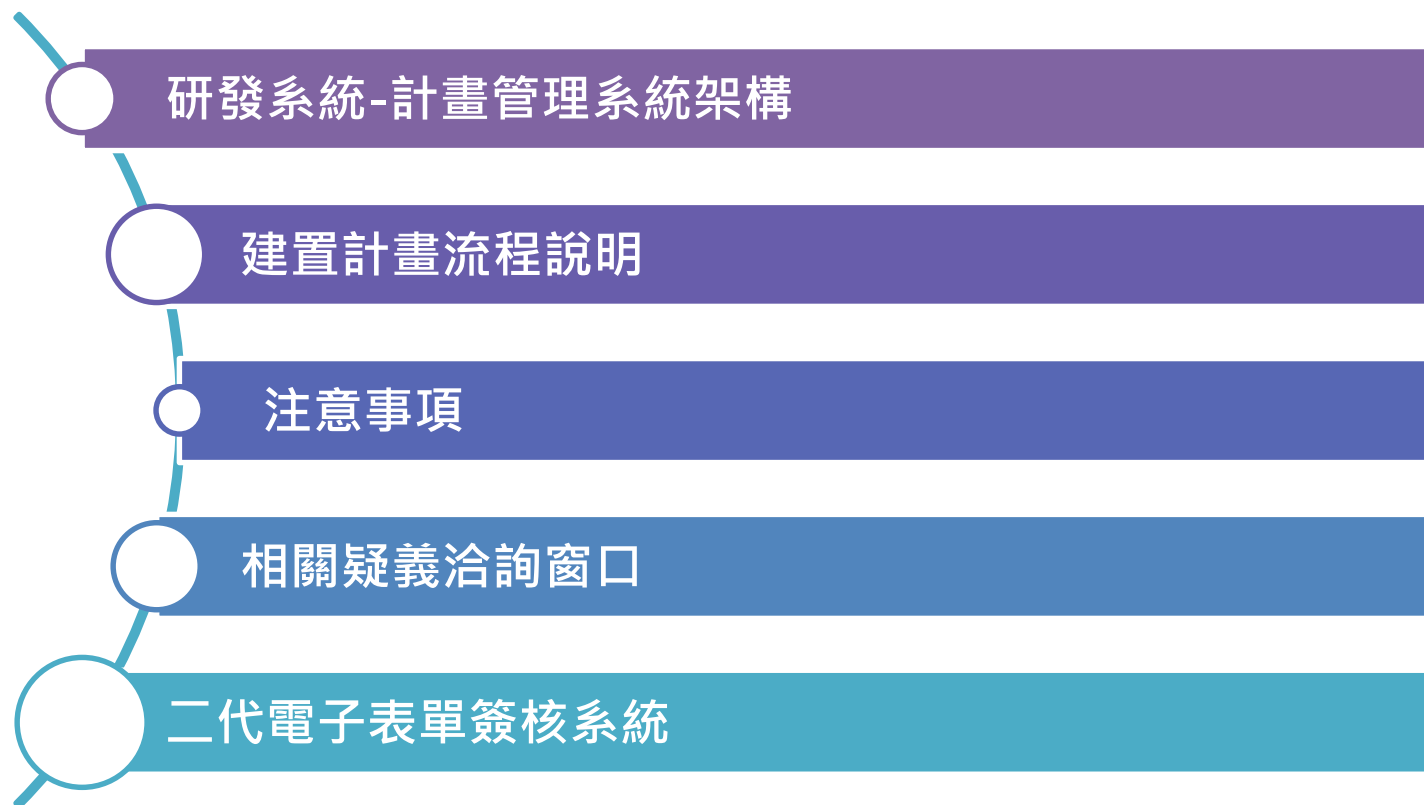 研發系統-計畫管理系統架構
建置計畫流程說明
注意事項
相關疑義洽詢窗口
二代電子表單簽核系統